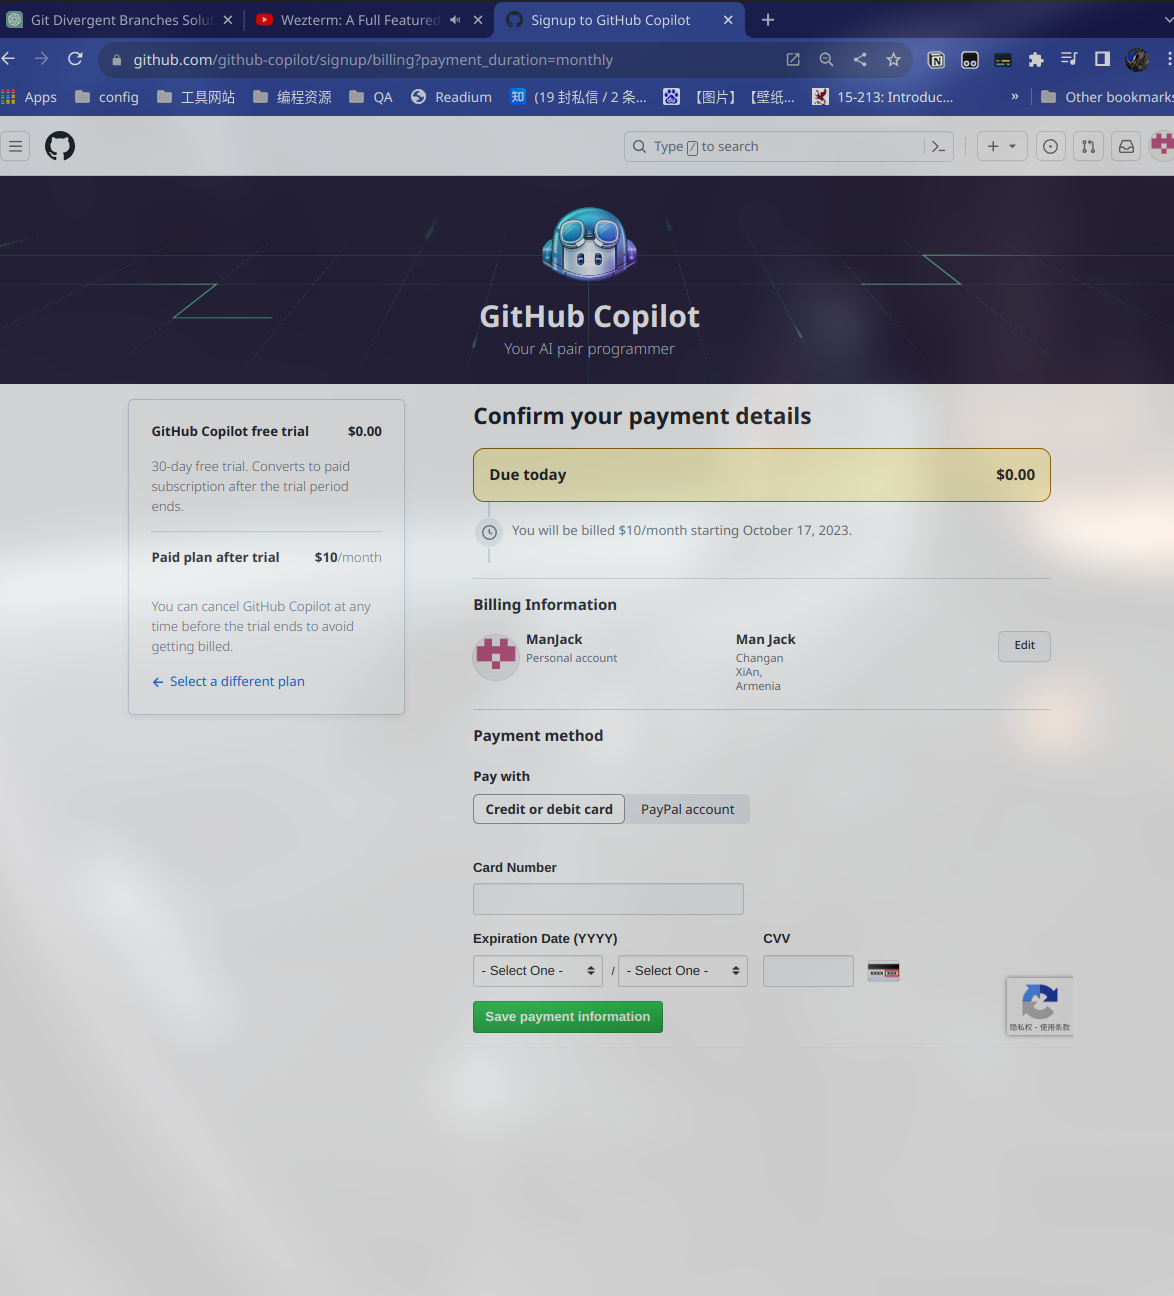 Git Divergent Branches Solut
Wezterm: A Full Featured
Signup to GitHub Copilot
github.com/github-copilot/signup/billing?payment_duration=monthly
Apps
config
工具网站
编程资源
QA
Readium
知
(19 封私信 / 2 条...
【图片】【壁纸...
15-213: Introduc...
»
Other bookmarks
Type / to search
GitHub Copilot
Your AI pair programmer
GitHub Copilot free trial $0.00
30-day free trial. Converts to paid
subscription after the trial period
ends.
Paid plan after trial $10/month
You can cancel GitHub Copilot at any
time before the trial ends to avoid
getting billed.
← Select a different plan
Confirm your payment details
Due today $0.00
You will be billed $10/month starting October 17, 2023.
Billing Information
ManJack
Personal account
Man Jack
Changan
XiAn,
Armenia
Edit
Payment method
Pay with
Credit or debit card
PayPal account
Card Number
Expiration Date (YYYY)
CVV
- Select One - / - Select One -
Save payment information
隐私权 - 使用条款